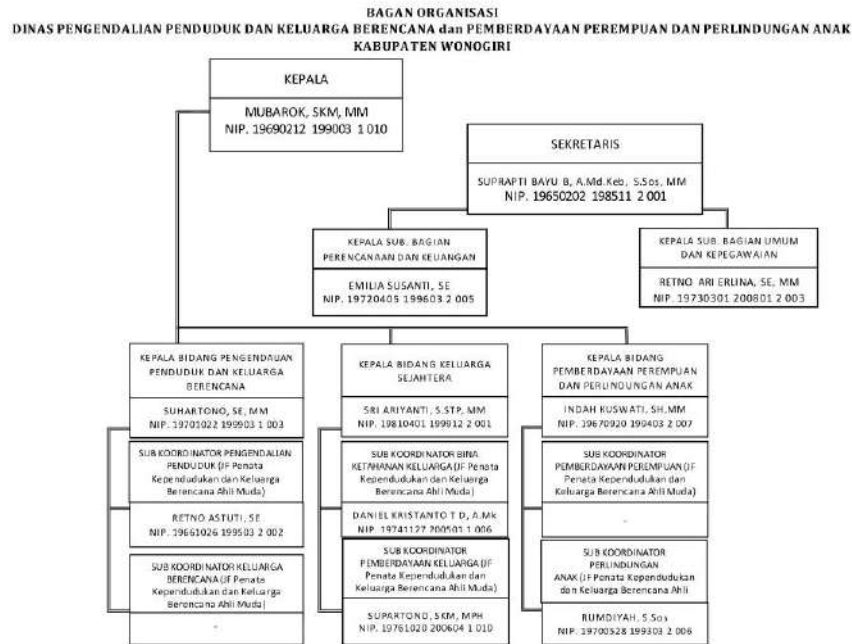 BAGAN ORGANISASI
DINAS PENGENDALIAN PENDUDUK DAN KELUARGA BERENCANA dan PEMBERDAYAAN PEREMPUAN DAN PERLINDUNGAN ANAK
KABUPATEN WONOGIRI
KEPALA
MUBAROK, SKM, MM
NIP. 19690212 199003 1 010
SEKRETARIS
SUPRAPTI BAYU B, A.Md.Keb, S.Sos, MM
NIP. 19650202 198511 2 001
KEPALA SUB. BAGIAN
PERENCANAAN DAN KEUANGAN
EMILIA SUSANTI, SE
NIP. 19720405 199603 2 005
KEPALA SUB. BAGIAN UMUM
DAN KEPEGAWAIAN
RETNO ARI ERLINA, SE, MM
NIP. 19730301 200801 2 003
KEPALA BIDANG PENGENDALIAN
PENDUDUK DAN KELUARGA
BERENCANA
SUHARTONO, SE, MM
NIP. 19701022 199903 1 003
SUB KOORDINATOR PENGENDALIAN
PENDUDUK (JF Penata
Kependudukan dan Keluarga
Berencana Ahli Muda)
RETNO ASTUTI, SE
NIP. 19661026 199503 2 002
SUB KOORDINATOR KELUARGA
BERENCANA (JF Penata
Kependudukan dan Keluarga
Berencana Ahli Muda)
-
KEPALA BIDANG KELUARGA
SEJAHTERA
SRI ARIYANTI, S.STP, MM
NIP. 19810401 199912 2 001
SUB KOORDINATOR BINA
KETAHANAN KELUARGA (JF Penata
Kependudukan dan Keluarga
Berencana Ahli Muda)
DANIEL KRISTANTO T D, A.Mk
NIP. 19741127 200501 1 006
SUB KOORDINATOR
PEMBERDAYAAN KELUARGA (JF
Penata Kependudukan dan
Keluarga Berencana Ahli Muda)
SUPARTONO, SKM, MPH
NIP. 19761020 200604 1 010
KEPALA BIDANG
PEMBERDAYAAN PEREMPUAN
DAN PERLINDUNGAN ANAK
INDAH KUSWATI, SH,MM
NIP. 19670920 199403 2 007
SUB KOORDINATOR
PEMBERDAYAAN PEREMPUAN (JF
Penata Kependudukan dan
Keluarga Berencana Ahli Muda)
-
SUB KOORDINATOR
PERLINDUNGAN
ANAK (JF Penata Kependudukan
dan Keluarga Berencana Ahli
RUMDIYAH, S.Sos
NIP. 19700528 199303 2 006